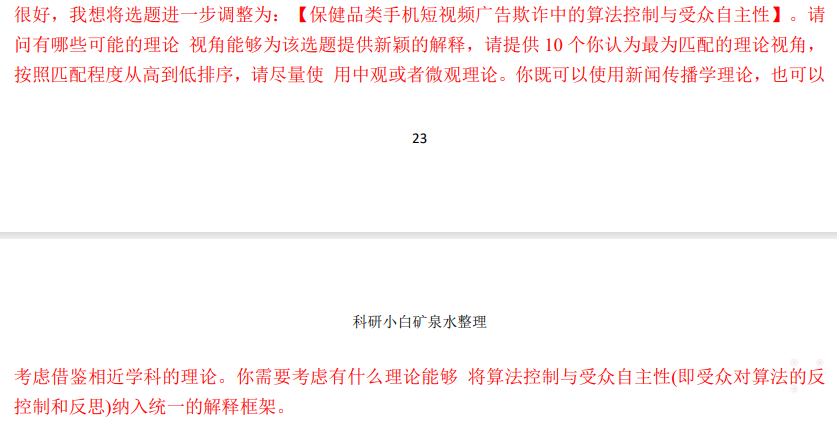 很好，我想将选题进一步调整为：【保健品类手机短视频广告欺诈中的算法控制与受众自主性】。请
问有哪些可能的理论 视角能够为该选题提供新颖的解释，请提供 10 个你认为最为匹配的理论视角，
按照匹配程度从高到低排序，请尽量使 用中观或者微观理论。你既可以使用新闻传播学理论，也可以
23
科研小白矿泉水整理
考虑借鉴相近学科的理论。你需要考虑有什么理论能够 将算法控制与受众自主性(即受众对算法的反
控制和反思)纳入统一的解释框架。